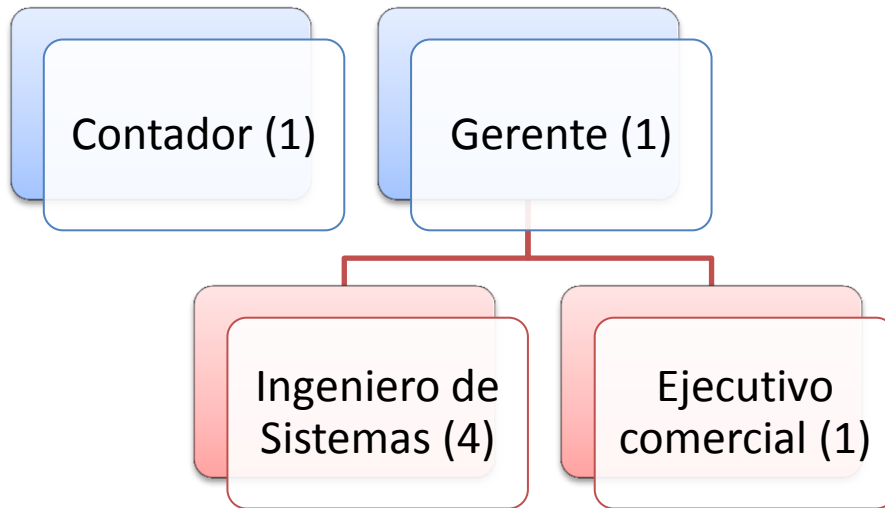 Contador (1)
Gerente (1)
Ingeniero de
Sistemas (4)
Ejecutivo
comercial (1)